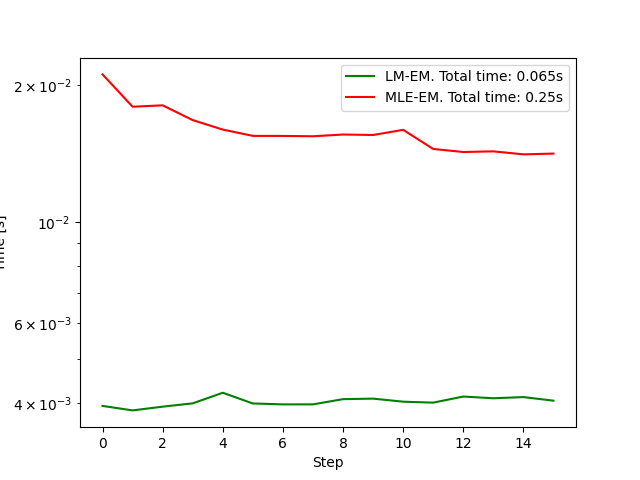 LM-EM. Total time: 0.065s
MLE-EM. Total time: 0.25s
2 × 10⁻²
10⁻²
6 × 10⁻³
4 × 10⁻³
Time [s]
0 2 4 6 8 10 12 14
Step